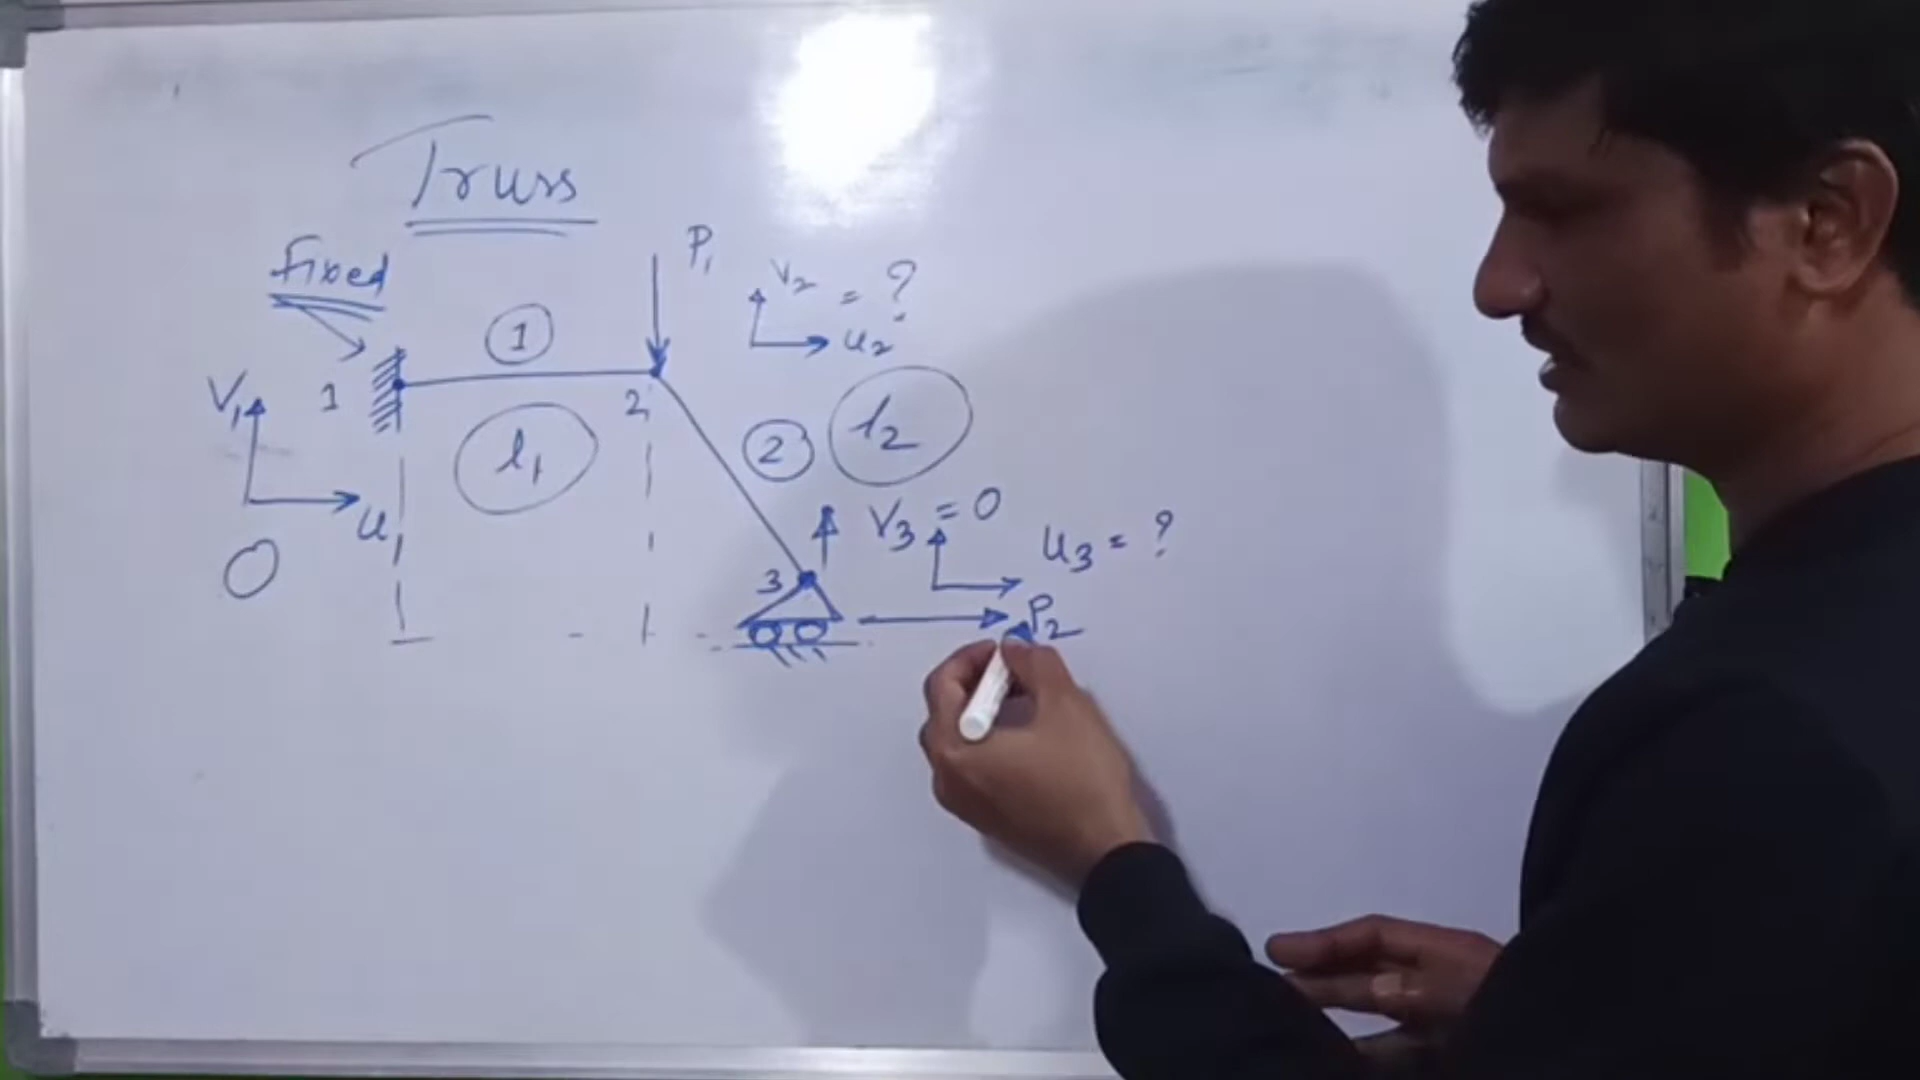 Truss
fixed
P1
V2
= ?
u2
1
1
2
V1
u1
0
l1
2
l2
V3 = 0
u3 = ?
3
P2